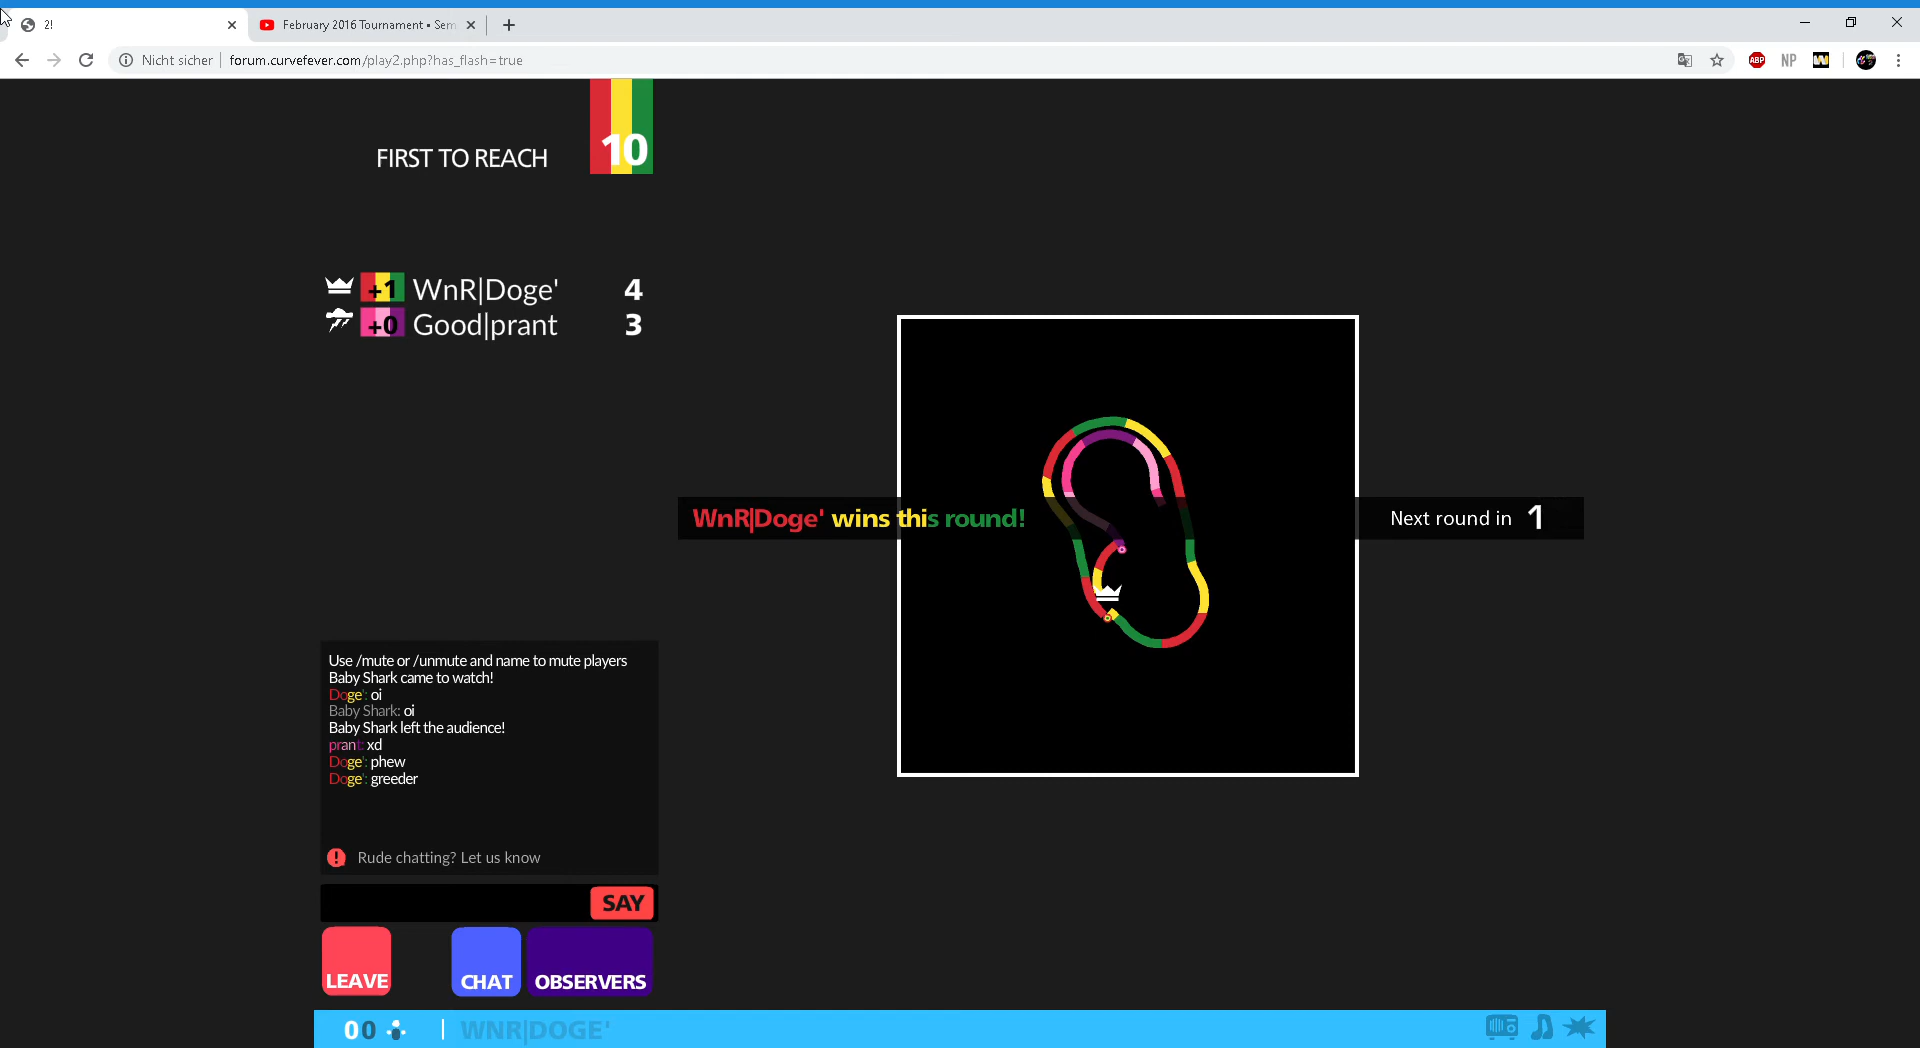 2!
February 2016 Tournament • Sem
Nicht sicher
forum.curvefever.com/play2.php?has_flash=true
ABP
NP
W
FIRST TO REACH
10
+1 WnR|Doge' 4
+0 Good|prant 3
WnR|Doge' wins this round!
Next round in 1
Use /mute or /unmute and name to mute players
Baby Shark came to watch!
Doge': oi
Baby Shark: oi
Baby Shark left the audience!
prant: xd
Doge': phew
Doge': greeder
Rude chatting? Let us know
SAY
LEAVE
CHAT
OBSERVERS
00
WNR|DOGE'